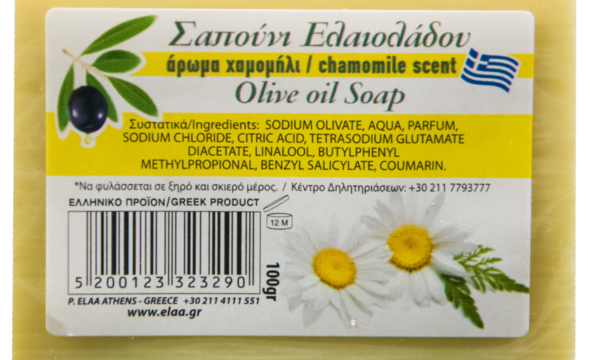 Σαπούνι Ελαιολάδου
άρωμα χαμομήλι / chamomile scent
Olive oil Soap
Συστατικά/Ingredients: SODIUM OLIVATE, AQUA, PARFUM,
SODIUM CHLORIDE, CITRIC ACID, TETRASODIUM GLUTAMATE
DIACETATE, LINALOOL, BUTYLPHENYL
METHYLPROPIONAL, BENZYL SALICYLATE, COUMARIN.
*Να φυλάσσεται σε ξηρό και σκιερό μέρος. / Κέντρο Δηλητηριάσεων: +30 211 7793777
ΕΛΛΗΝΙΚΟ ΠΡΟΪΟΝ/GREEK PRODUCT
12 M
100gr
5 200123 323290
P. ELAA ATHENS - GREECE +30 211 4111 551
www.elaa.gr